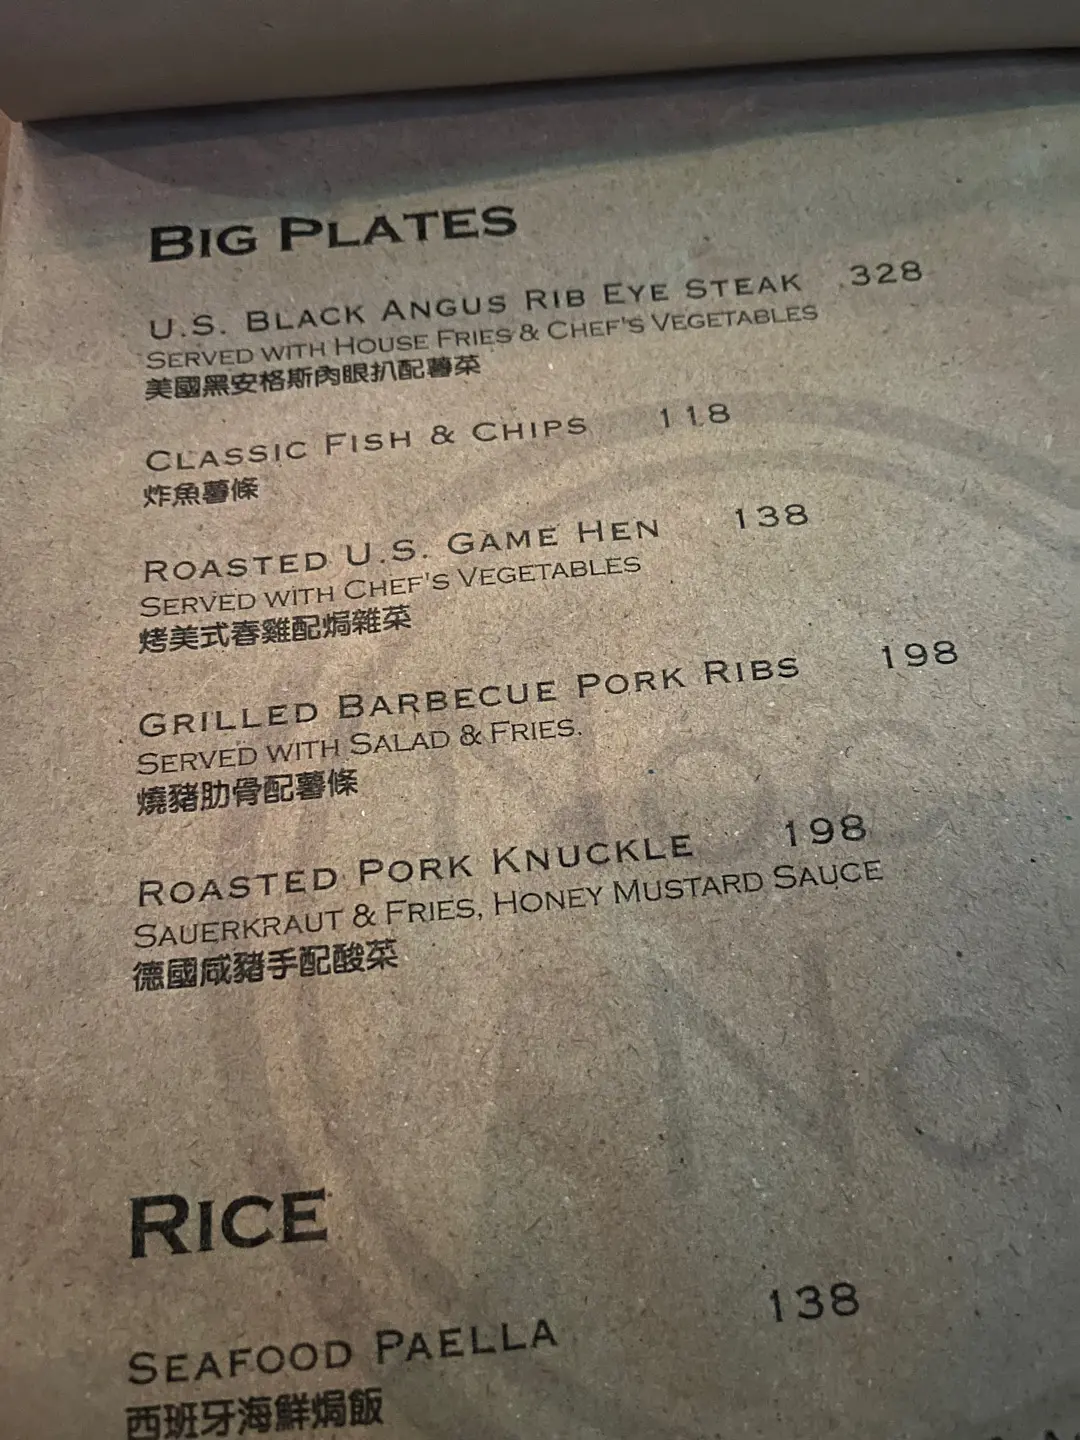 BIG PLATES
U.S. BLACK ANGUS RIB EYE STEAK 328
SERVED WITH HOUSE FRIES & CHEF'S VEGETABLES
美國黑安格斯肉眼扒配薯菜
CLASSIC FISH & CHIPS 118
炸魚薯條
ROASTED U.S. GAME HEN 138
SERVED WITH CHEF'S VEGETABLES
烤美式春雞配焗雜菜
GRILLED BARBECUE PORK RIBS 198
SERVED WITH SALAD & FRIES.
燒豬肋骨配薯條
ROASTED PORK KNUCKLE 198
SAUERKRAUT & FRIES, HONEY MUSTARD SAUCE
德國咸豬手配酸菜
RICE
SEAFOOD PAELLA 138
西班牙海鮮焗飯